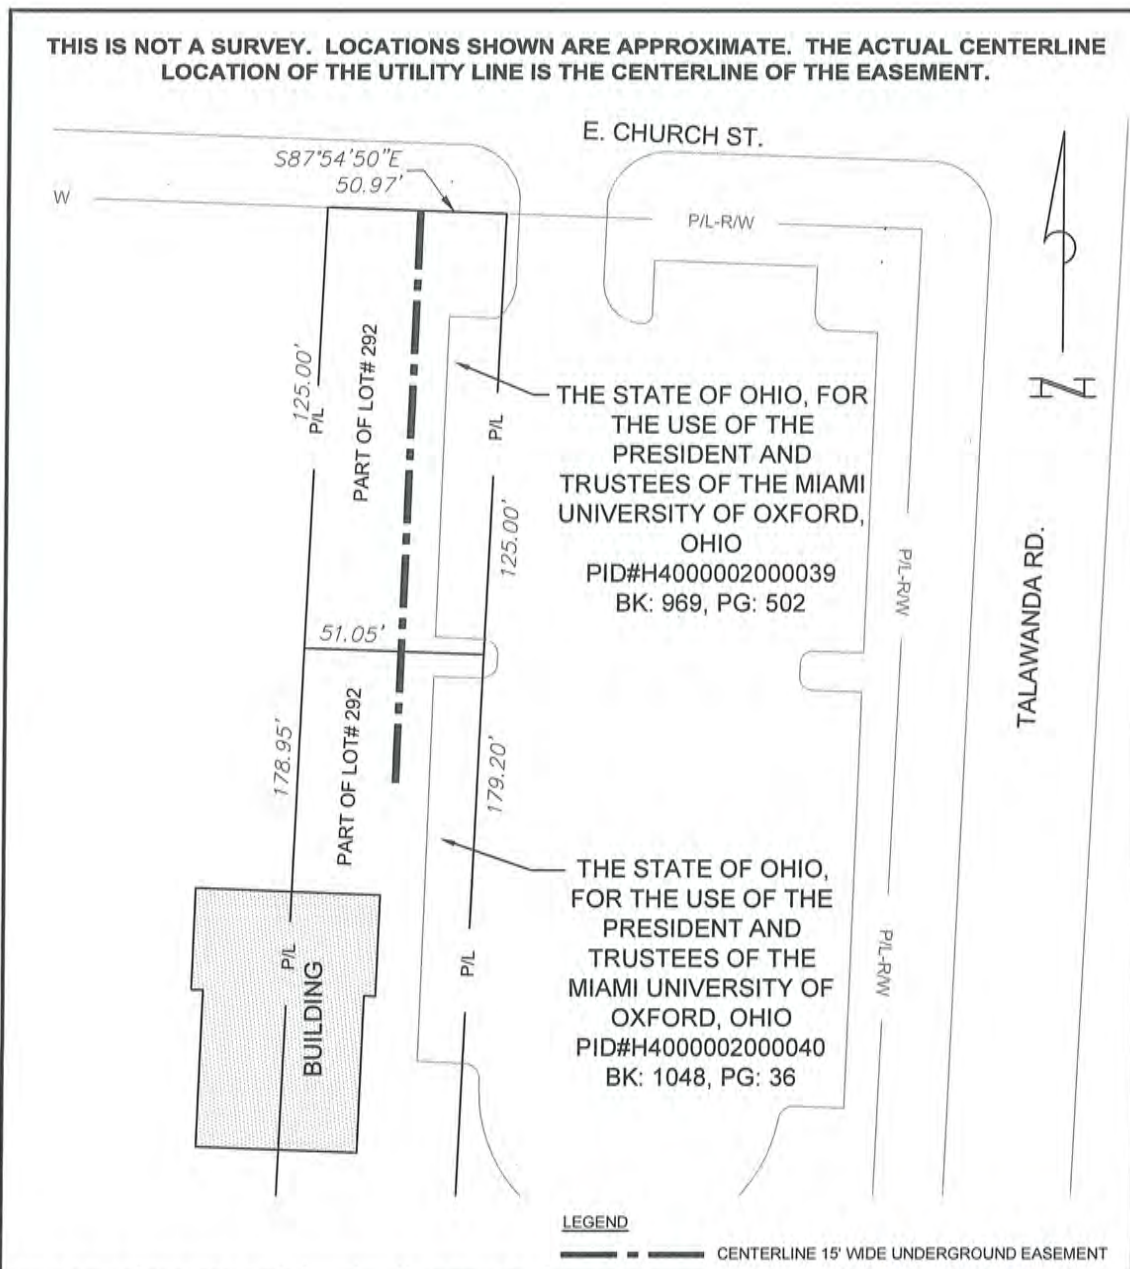 THIS IS NOT A SURVEY. LOCATIONS SHOWN ARE APPROXIMATE. THE ACTUAL CENTERLINE
LOCATION OF THE UTILITY LINE IS THE CENTERLINE OF THE EASEMENT.
E. CHURCH ST.
S87°54'50"E
50.97'
W
P/L-R/W
N
125.00'
P/L
PART OF LOT# 292
P/L
125.00'
THE STATE OF OHIO, FOR
THE USE OF THE
PRESIDENT AND
TRUSTEES OF THE MIAMI
UNIVERSITY OF OXFORD,
OHIO
PID#H4000002000039
BK: 969, PG: 502
P/L-R/W
TALAWANDA RD.
51.05'
178.95'
PART OF LOT# 292
179.20'
THE STATE OF OHIO,
FOR THE USE OF THE
PRESIDENT AND
TRUSTEES OF THE
MIAMI UNIVERSITY OF
OXFORD, OHIO
PID#H4000002000040
BK: 1048, PG: 36
P/L
BUILDING
P/L
P/L-R/W
LEGEND
CENTERLINE 15' WIDE UNDERGROUND EASEMENT